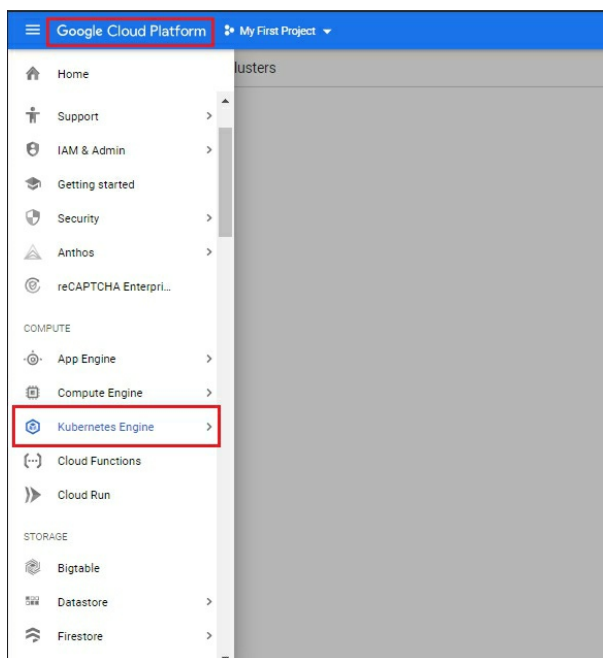 Google Cloud Platform My First Project
Home
lusters
Support
IAM & Admin
Getting started
Security
Anthos
reCAPTCHA Enterpri...
COMPUTE
App Engine
Compute Engine
Kubernetes Engine
Cloud Functions
Cloud Run
STORAGE
Bigtable
Datastore
Firestore